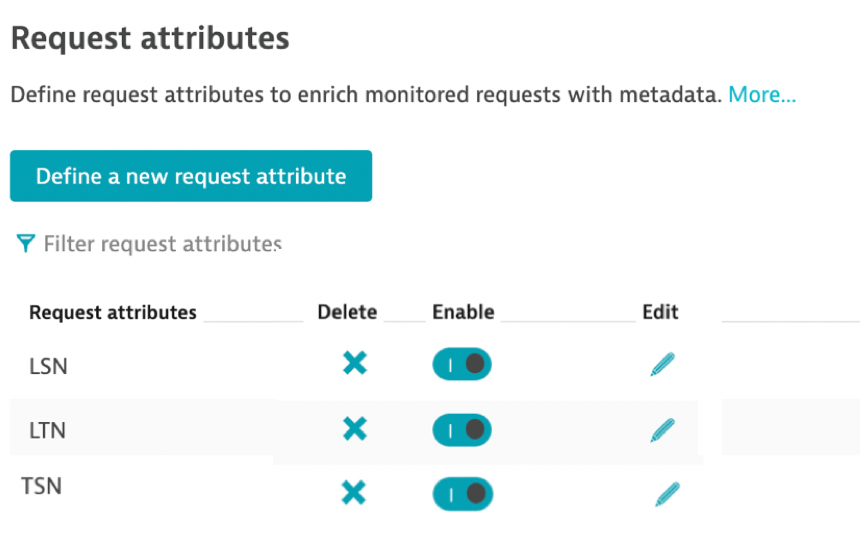 Request attributes
Define request attributes to enrich monitored requests with metadata. More...
Define a new request attribute
Filter request attributes
Request attributes Delete Enable Edit
LSN
LTN
TSN